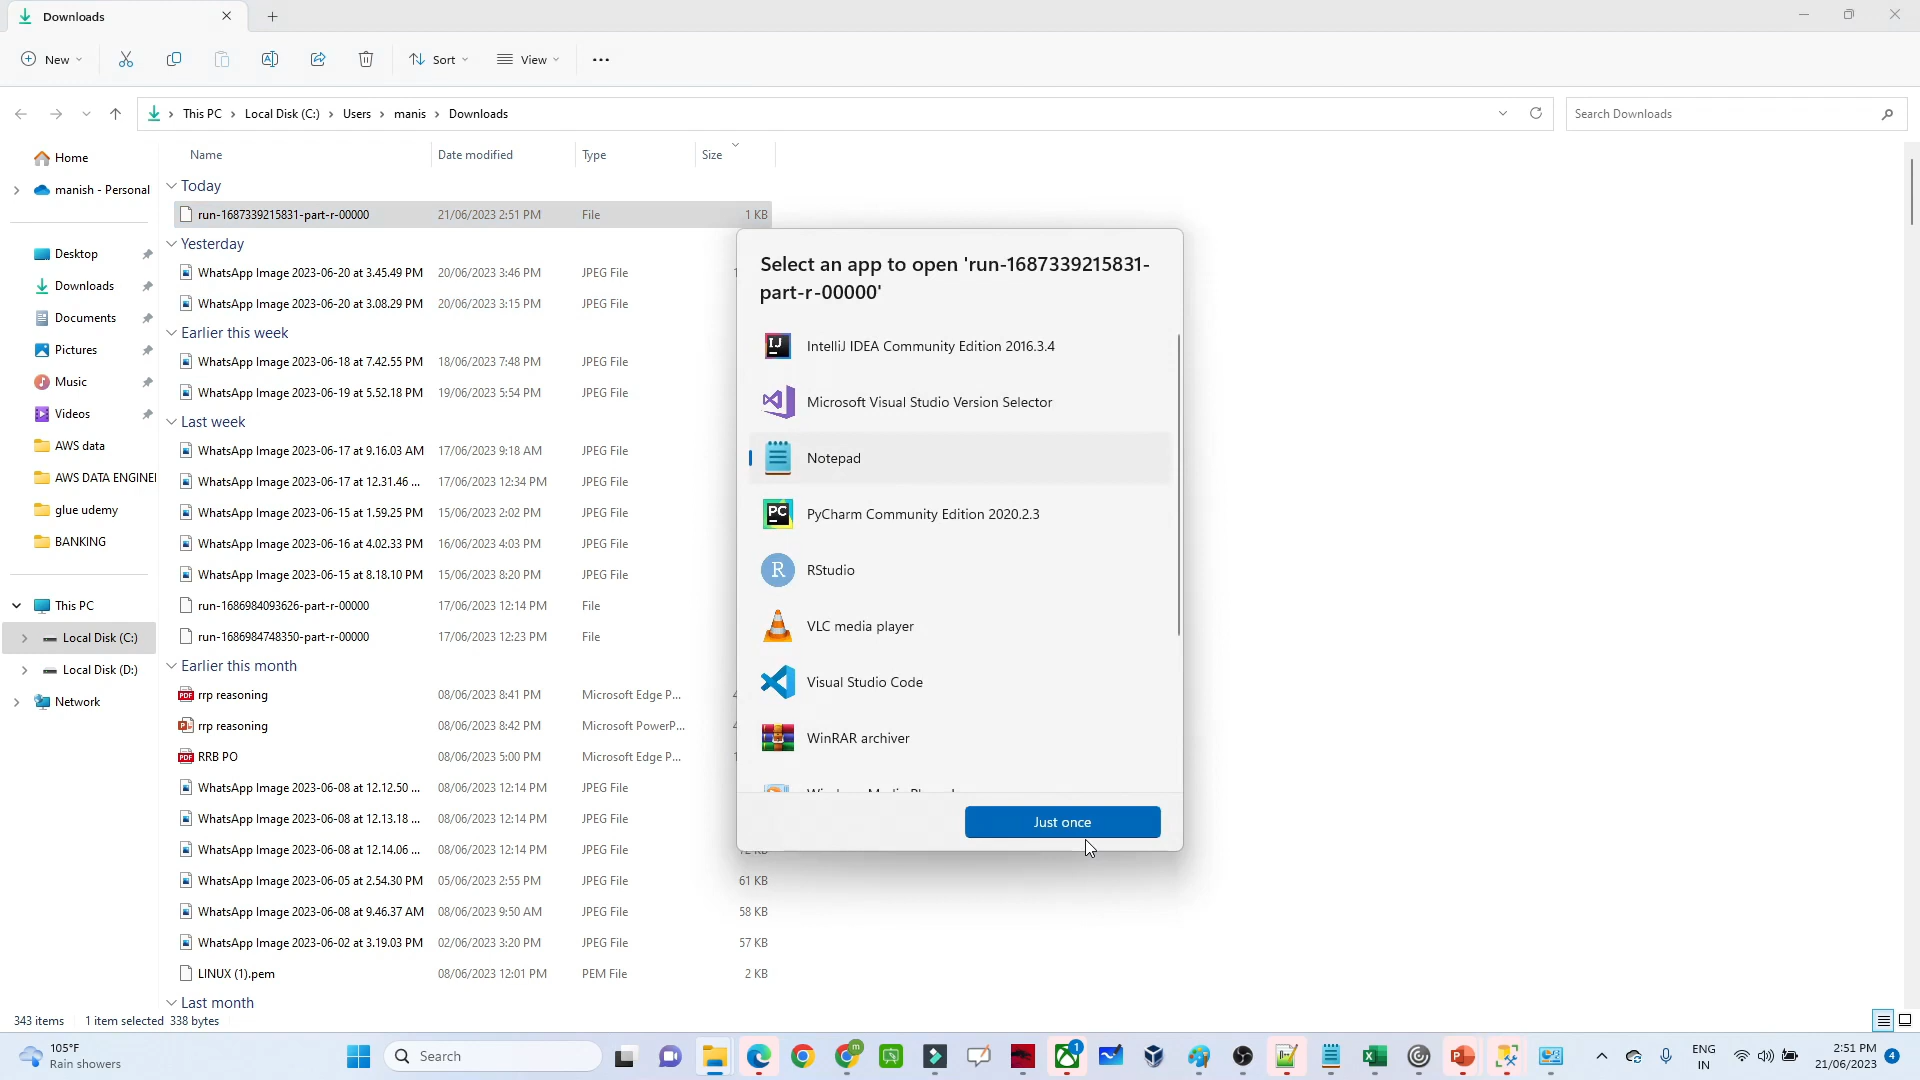 Downloads
New
Sort
View
This PC > Local Disk (C:) > Users > manis > Downloads
Search Downloads
Home
manish - Personal
Desktop
Downloads
Documents
Pictures
Music
Videos
AWS data
AWS DATA ENGINE
glue udemy
BANKING
This PC
Local Disk (C:)
Local Disk (D:)
Network
Name Date modified Type Size
Today
run-1687339215831-part-r-00000 21/06/2023 2:51 PM File 1 KB
Yesterday
WhatsApp Image 2023-06-20 at 3.45.49 PM 20/06/2023 3:46 PM JPEG File
WhatsApp Image 2023-06-20 at 3.08.29 PM 20/06/2023 3:15 PM JPEG File
Earlier this week
WhatsApp Image 2023-06-18 at 7.42.55 PM 18/06/2023 7:48 PM JPEG File
WhatsApp Image 2023-06-19 at 5.52.18 PM 19/06/2023 5:54 PM JPEG File
Last week
WhatsApp Image 2023-06-17 at 9.16.03 AM 17/06/2023 9:18 AM JPEG File
WhatsApp Image 2023-06-17 at 12.31.46 ... 17/06/2023 12:34 PM JPEG File
WhatsApp Image 2023-06-15 at 1.59.25 PM 15/06/2023 2:02 PM JPEG File
WhatsApp Image 2023-06-16 at 4.02.33 PM 16/06/2023 4:03 PM JPEG File
WhatsApp Image 2023-06-15 at 8.18.10 PM 15/06/2023 8:20 PM JPEG File
run-1686984093626-part-r-00000 17/06/2023 12:14 PM File
run-1686984748350-part-r-00000 17/06/2023 12:23 PM File
Earlier this month
rrp reasoning 08/06/2023 8:41 PM Microsoft Edge P...
rrp reasoning 08/06/2023 8:42 PM Microsoft PowerP...
RRB PO 08/06/2023 5:00 PM Microsoft Edge P...
WhatsApp Image 2023-06-08 at 12.12.50 ... 08/06/2023 12:14 PM JPEG File
WhatsApp Image 2023-06-08 at 12.13.18 ... 08/06/2023 12:14 PM JPEG File
WhatsApp Image 2023-06-08 at 12.14.06 ... 08/06/2023 12:14 PM JPEG File
WhatsApp Image 2023-06-05 at 2.54.30 PM 05/06/2023 2:55 PM JPEG File 61 KB
WhatsApp Image 2023-06-08 at 9.46.37 AM 08/06/2023 9:50 AM JPEG File 58 KB
WhatsApp Image 2023-06-02 at 3.19.03 PM 02/06/2023 3:20 PM JPEG File 57 KB
LINUX (1).pem 08/06/2023 12:01 PM PEM File 2 KB
Last month
Select an app to open 'run-1687339215831-
part-r-00000'
IntelliJ IDEA Community Edition 2016.3.4
Microsoft Visual Studio Version Selector
Notepad
PyCharm Community Edition 2020.2.3
RStudio
VLC media player
Visual Studio Code
WinRAR archiver
Just once
343 items 1 item selected 338 bytes
105°F
Rain showers
Search
ENG
IN
2:51 PM
21/06/2023